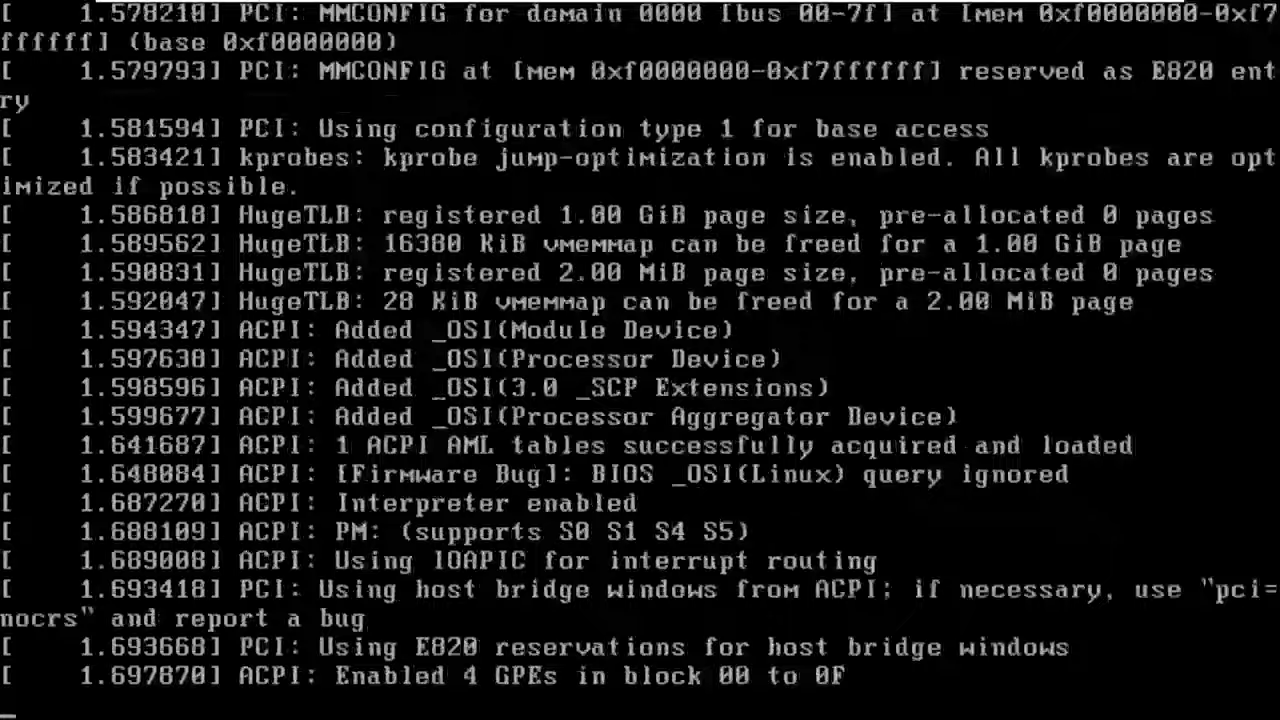 [    1.578210] PCI: MMCONFIG for domain 0000 [bus 00-7f] at [mem 0xf0000000-0xf7
ffffff] (base 0xf0000000)
[    1.579793] PCI: MMCONFIG at [mem 0xf0000000-0xf7ffffff] reserved as E820 ent
ry
[    1.581594] PCI: Using configuration type 1 for base access
[    1.583421] kprobes: kprobe jump-optimization is enabled. All kprobes are opt
imized if possible.
[    1.586818] HugeTLB: registered 1.00 GiB page size, pre-allocated 0 pages
[    1.589562] HugeTLB: 16380 KiB vmemmap can be freed for a 1.00 GiB page
[    1.590831] HugeTLB: registered 2.00 MiB page size, pre-allocated 0 pages
[    1.592047] HugeTLB: 28 KiB vmemmap can be freed for a 2.00 MiB page
[    1.594347] ACPI: Added _OSI(Module Device)
[    1.597638] ACPI: Added _OSI(Processor Device)
[    1.598596] ACPI: Added _OSI(3.0 _SCP Extensions)
[    1.599677] ACPI: Added _OSI(Processor Aggregator Device)
[    1.641687] ACPI: 1 ACPI AML tables successfully acquired and loaded
[    1.648084] ACPI: [Firmware Bug]: BIOS _OSI(Linux) query ignored
[    1.687270] ACPI: Interpreter enabled
[    1.688109] ACPI: PM: (supports S0 S1 S4 S5)
[    1.689008] ACPI: Using IOAPIC for interrupt routing
[    1.693418] PCI: Using host bridge windows from ACPI; if necessary, use "pci=
nocrs" and report a bug
[    1.693668] PCI: Using E820 reservations for host bridge windows
[    1.697870] ACPI: Enabled 4 GPEs in block 00 to 0F